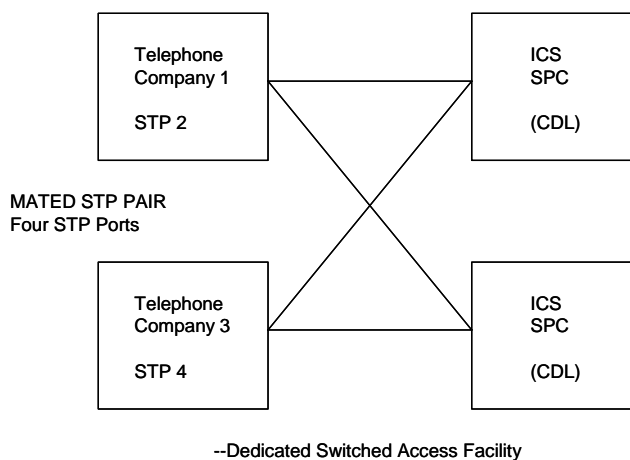 Telephone
Company 1
STP 2
ICS
SPC
(CDL)
MATED STP PAIR
Four STP Ports
Telephone
Company 3
STP 4
ICS
SPC
(CDL)
--Dedicated Switched Access Facility